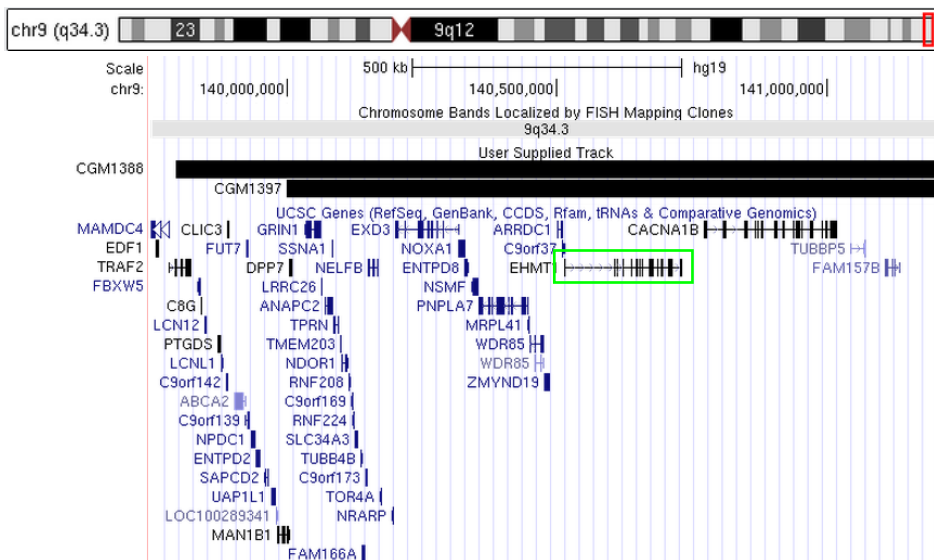 chr9 (q34.3) 23 9q12
Scale 500 kb hg19
chr9: 140,000,000 140,500,000 141,000,000
Chromosome Bands Localized by FISH Mapping Clones
9q34.3
User Supplied Track
CGM1388
CGM1397
UCSC Genes (RefSeq, GenBank, CCDS, Rfam, tRNAs & Comparative Genomics)
MAMDC4 CLIC3 GRIN1 EXD3 ARRDC1 CACNA1B
EDF1 FUT7 SSNA1 NOXA1 C9orf37 TUBBP5
TRAF2 DPP7 NELFB ENTPD8 EHMT1 FAM157B
FBXW5 LRRC26 NSMF
C8G ANAPC2 PNPLA7
LCN12 TPRN MRPL41
PTGDS TMEM203 WDR85
LCNL1 NDOR1 WDR85
C9orf142 RNF208 ZMYND19
ABCA2 C9orf169
C9orf139 RNF224
NPDC1 SLC34A3
ENTPD2 TUBB4B
SAPCD2 C9orf173
UAP1L1 TOR4A
LOC100289341 NRARP
MAN1B1
FAM166A